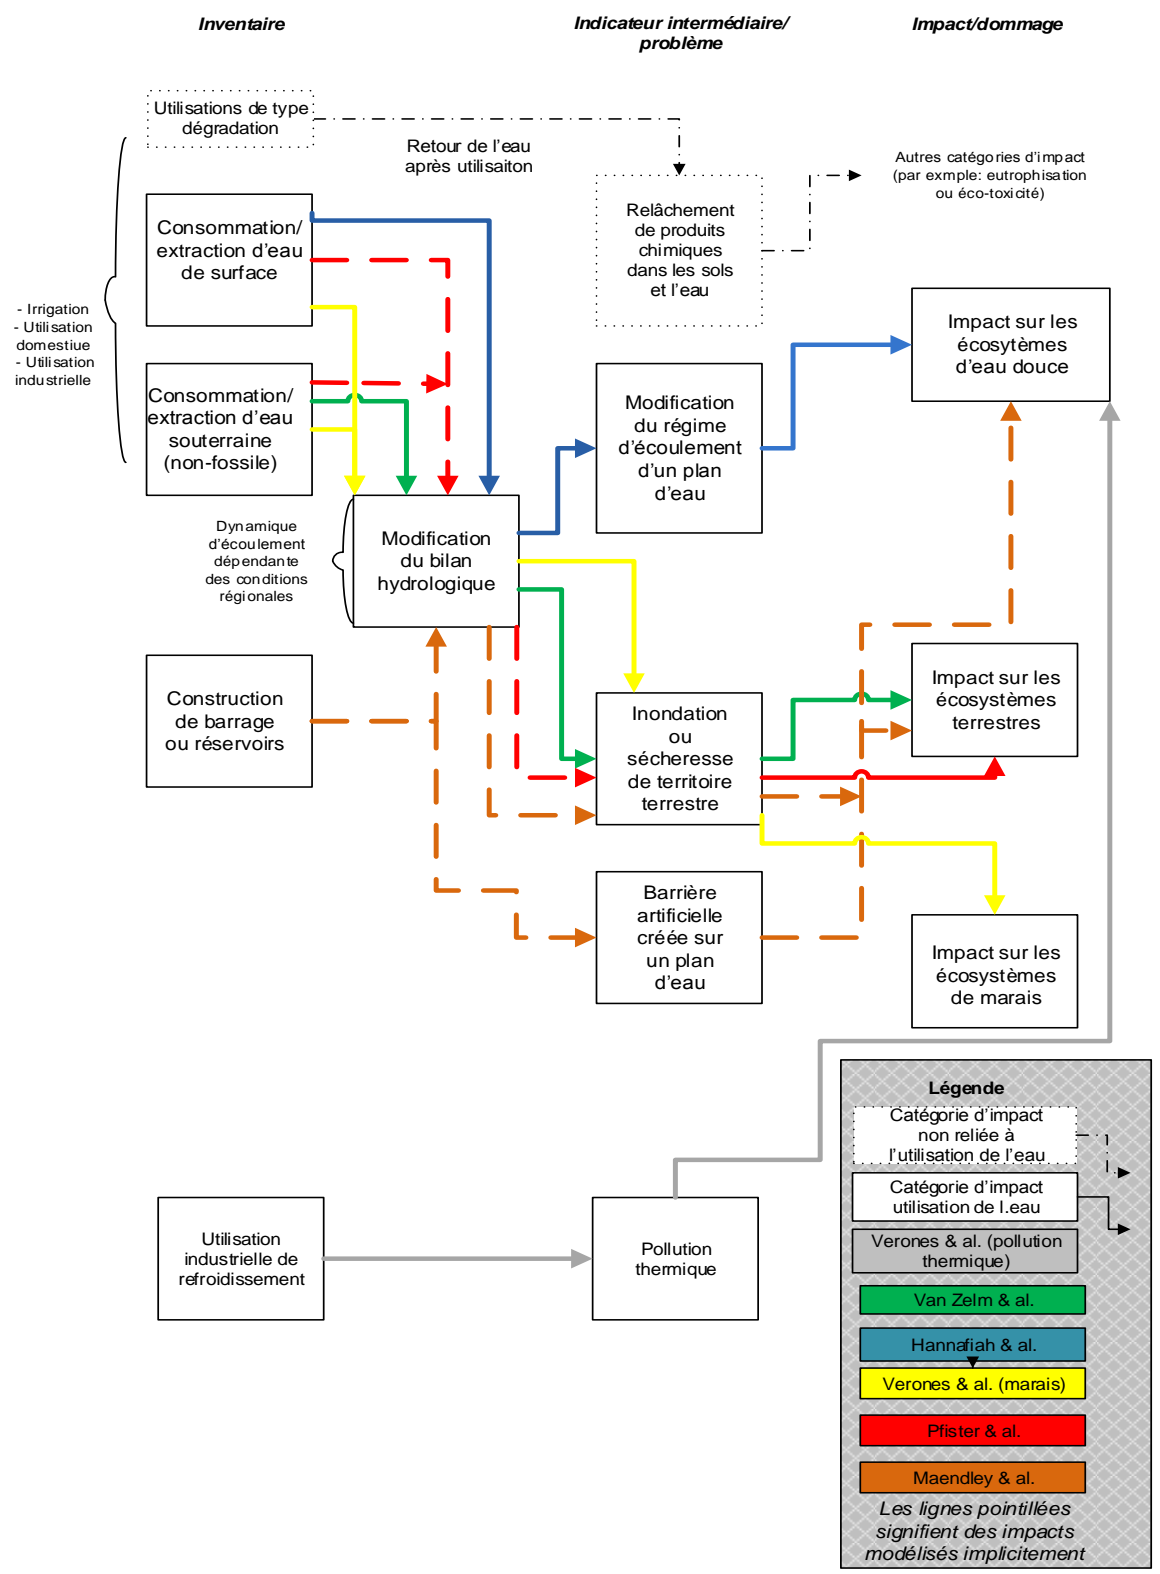 Inventaire
Indicateur intermédiaire/
problème
Impact/dommage
Utilisations de type
dégradation
Retour de l'eau
après utilisaiton
Autres catégories d'impact
(par exmple: eutrophisation
ou éco-toxicité)
Relâchement
de produits
chimiques
dans les sols
et l'eau
Consommation/
extraction d'eau
de surface
- Irrigation
- Utilisation
domestiue
- Utilisation
industrielle
Impact sur les
écosytèmes
d'eau douce
Consommation/
extraction d'eau
souterraine
(non-fossile)
Modification
du régime
d'écoulement
d'un plan
d'eau
Dynamique
d'écoulement
dépendante
des conditions
régionales
Modification
du bilan
hydrologique
Construction
de barrage
ou réservoirs
Inondation
ou
sécheresse
de territoire
terrestre
Impact sur les
écosystèmes
terrestres
Barrière
artificielle
créée sur
un plan
d'eau
Impact sur les
écosystèmes
de marais
Utilisation
industrielle de
refroidissement
Pollution
thermique
Légende
Catégorie d'impact
non reliée à
l'utilisation de l'eau
Catégorie d'impact
utilisation de l.eau
Verones & al. (pollution
thermique)
Van Zelm & al.
Hannafiah & al.
Verones & al. (marais)
Pfister & al.
Maendley & al.
Les lignes pointillées
signifient des impacts
modélisés implicitement